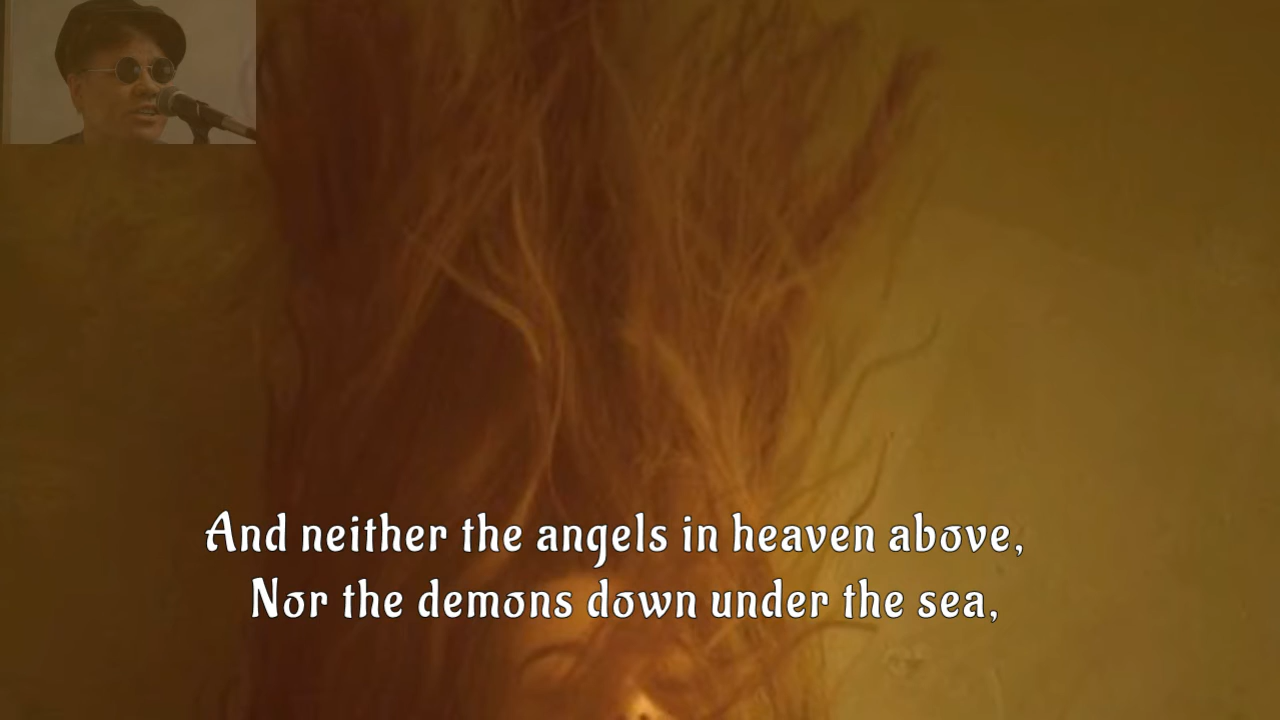 And neither the angels in heaven above,
Nor the demons down under the sea,